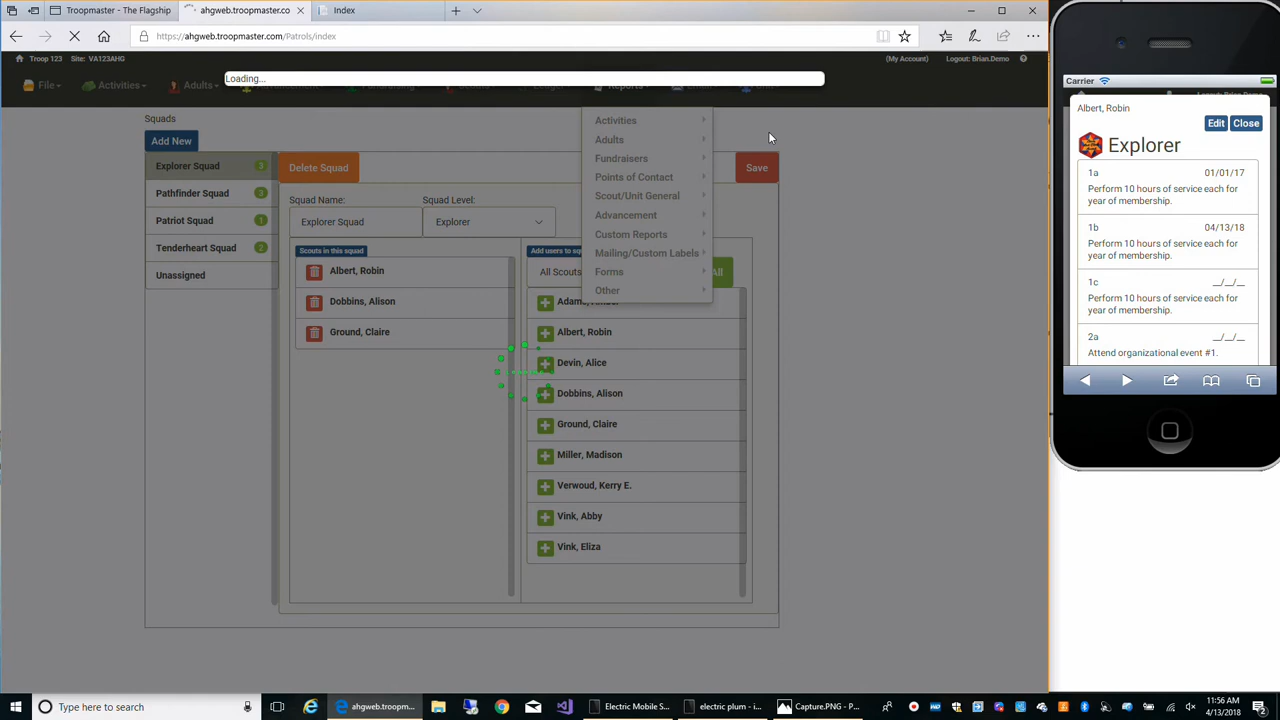 Troopmaster - The Flagship
ahgweb.troopmaster.co
Index
https://ahgweb.troopmaster.com/Patrols/index
Troop 123 Site: VA123AHG
(My Account) Logout: Brian.Demo
Loading...
File
Activities
Adults
Reports
Squads
Add New
Explorer Squad 3
Pathfinder Squad 2
Patriot Squad 1
Tenderheart Squad 2
Unassigned
Delete Squad
Save
Squad Name:
Squad Level:
Explorer Squad
Explorer
Scouts in this squad
Albert, Robin
Dobbins, Alison
Ground, Claire
Add users to squ
All Scouts
All
Albert, Robin
Devin, Alice
Dobbins, Alison
Ground, Claire
Miller, Madison
Verwoud, Kerry E.
Vink, Abby
Vink, Eliza
Activities
Adults
Fundraisers
Points of Contact
Scout/Unit General
Advancement
Custom Reports
Mailing/Custom Labels
Forms
Other
Carrier
Albert, Robin
Edit
Close
Explorer
1a 01/01/17
Perform 10 hours of service each for
year of membership.
1b 04/13/18
Perform 10 hours of service each for
year of membership.
1c __/__/__
Perform 10 hours of service each for
year of membership.
2a __/__/__
Attend organizational event #1.
Type here to search
ahgweb.troopm...
Electric Mobile S...
electric plum - i...
Capture.PNG - P...
11:56 AM
4/13/2018